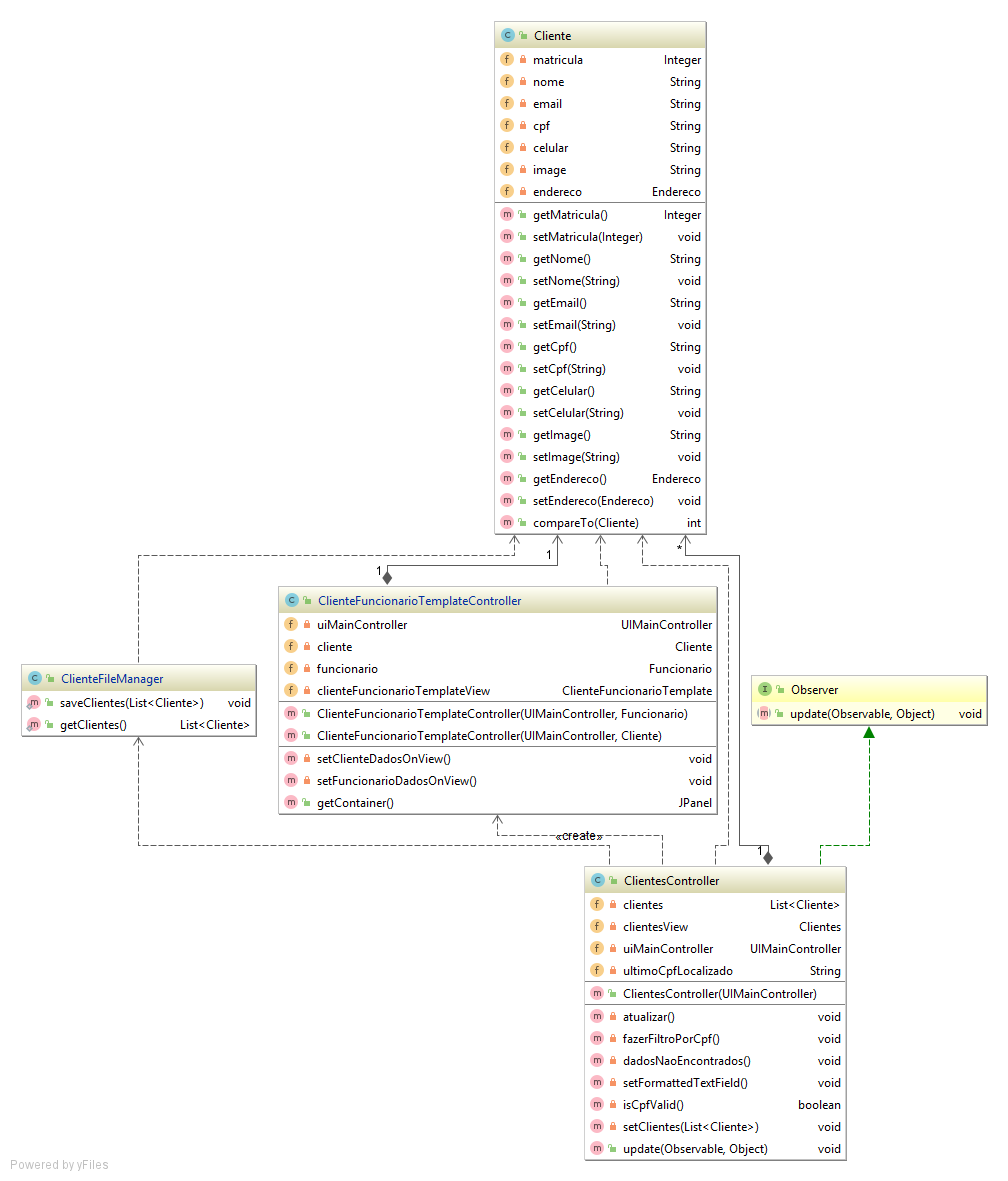 C Cliente
f matricula Integer
f nome String
f email String
f cpf String
f celular String
f image String
f endereco Endereco
m getMatricula() Integer
m setMatricula(Integer) void
m getNome() String
m setNome(String) void
m getEmail() String
m setEmail(String) void
m getCpf() String
m setCpf(String) void
m getCelular() String
m setCelular(String) void
m getImage() String
m setImage(String) void
m getEndereco() Endereco
m setEndereco(Endereco) void
m compareTo(Cliente) int
1
*
1
C ClienteFuncionarioTemplateController
f uiMainController UIMainController
f cliente Cliente
f funcionario Funcionario
f clienteFuncionarioTemplateView ClienteFuncionarioTemplate
m ClienteFuncionarioTemplateController(UIMainController, Funcionario)
m ClienteFuncionarioTemplateController(UIMainController, Cliente)
m setClienteDadosOnView() void
m setFuncionarioDadosOnView() void
m getContainer() JPanel
C ClienteFileManager
m saveClientes(List<Cliente>) void
m getClientes() List<Cliente>
I Observer
m update(Observable, Object) void
«create»
1
C ClientesController
f clientes List<Cliente>
f clientesView Clientes
f uiMainController UIMainController
f ultimoCpfLocalizado String
m ClientesController(UIMainController)
m atualizar() void
m fazerFiltroPorCpf() void
m dadosNaoEncontrados() void
m setFormattedTextField() void
m isCpfValid() boolean
m setClientes(List<Cliente>) void
m update(Observable, Object) void
Powered by yFiles